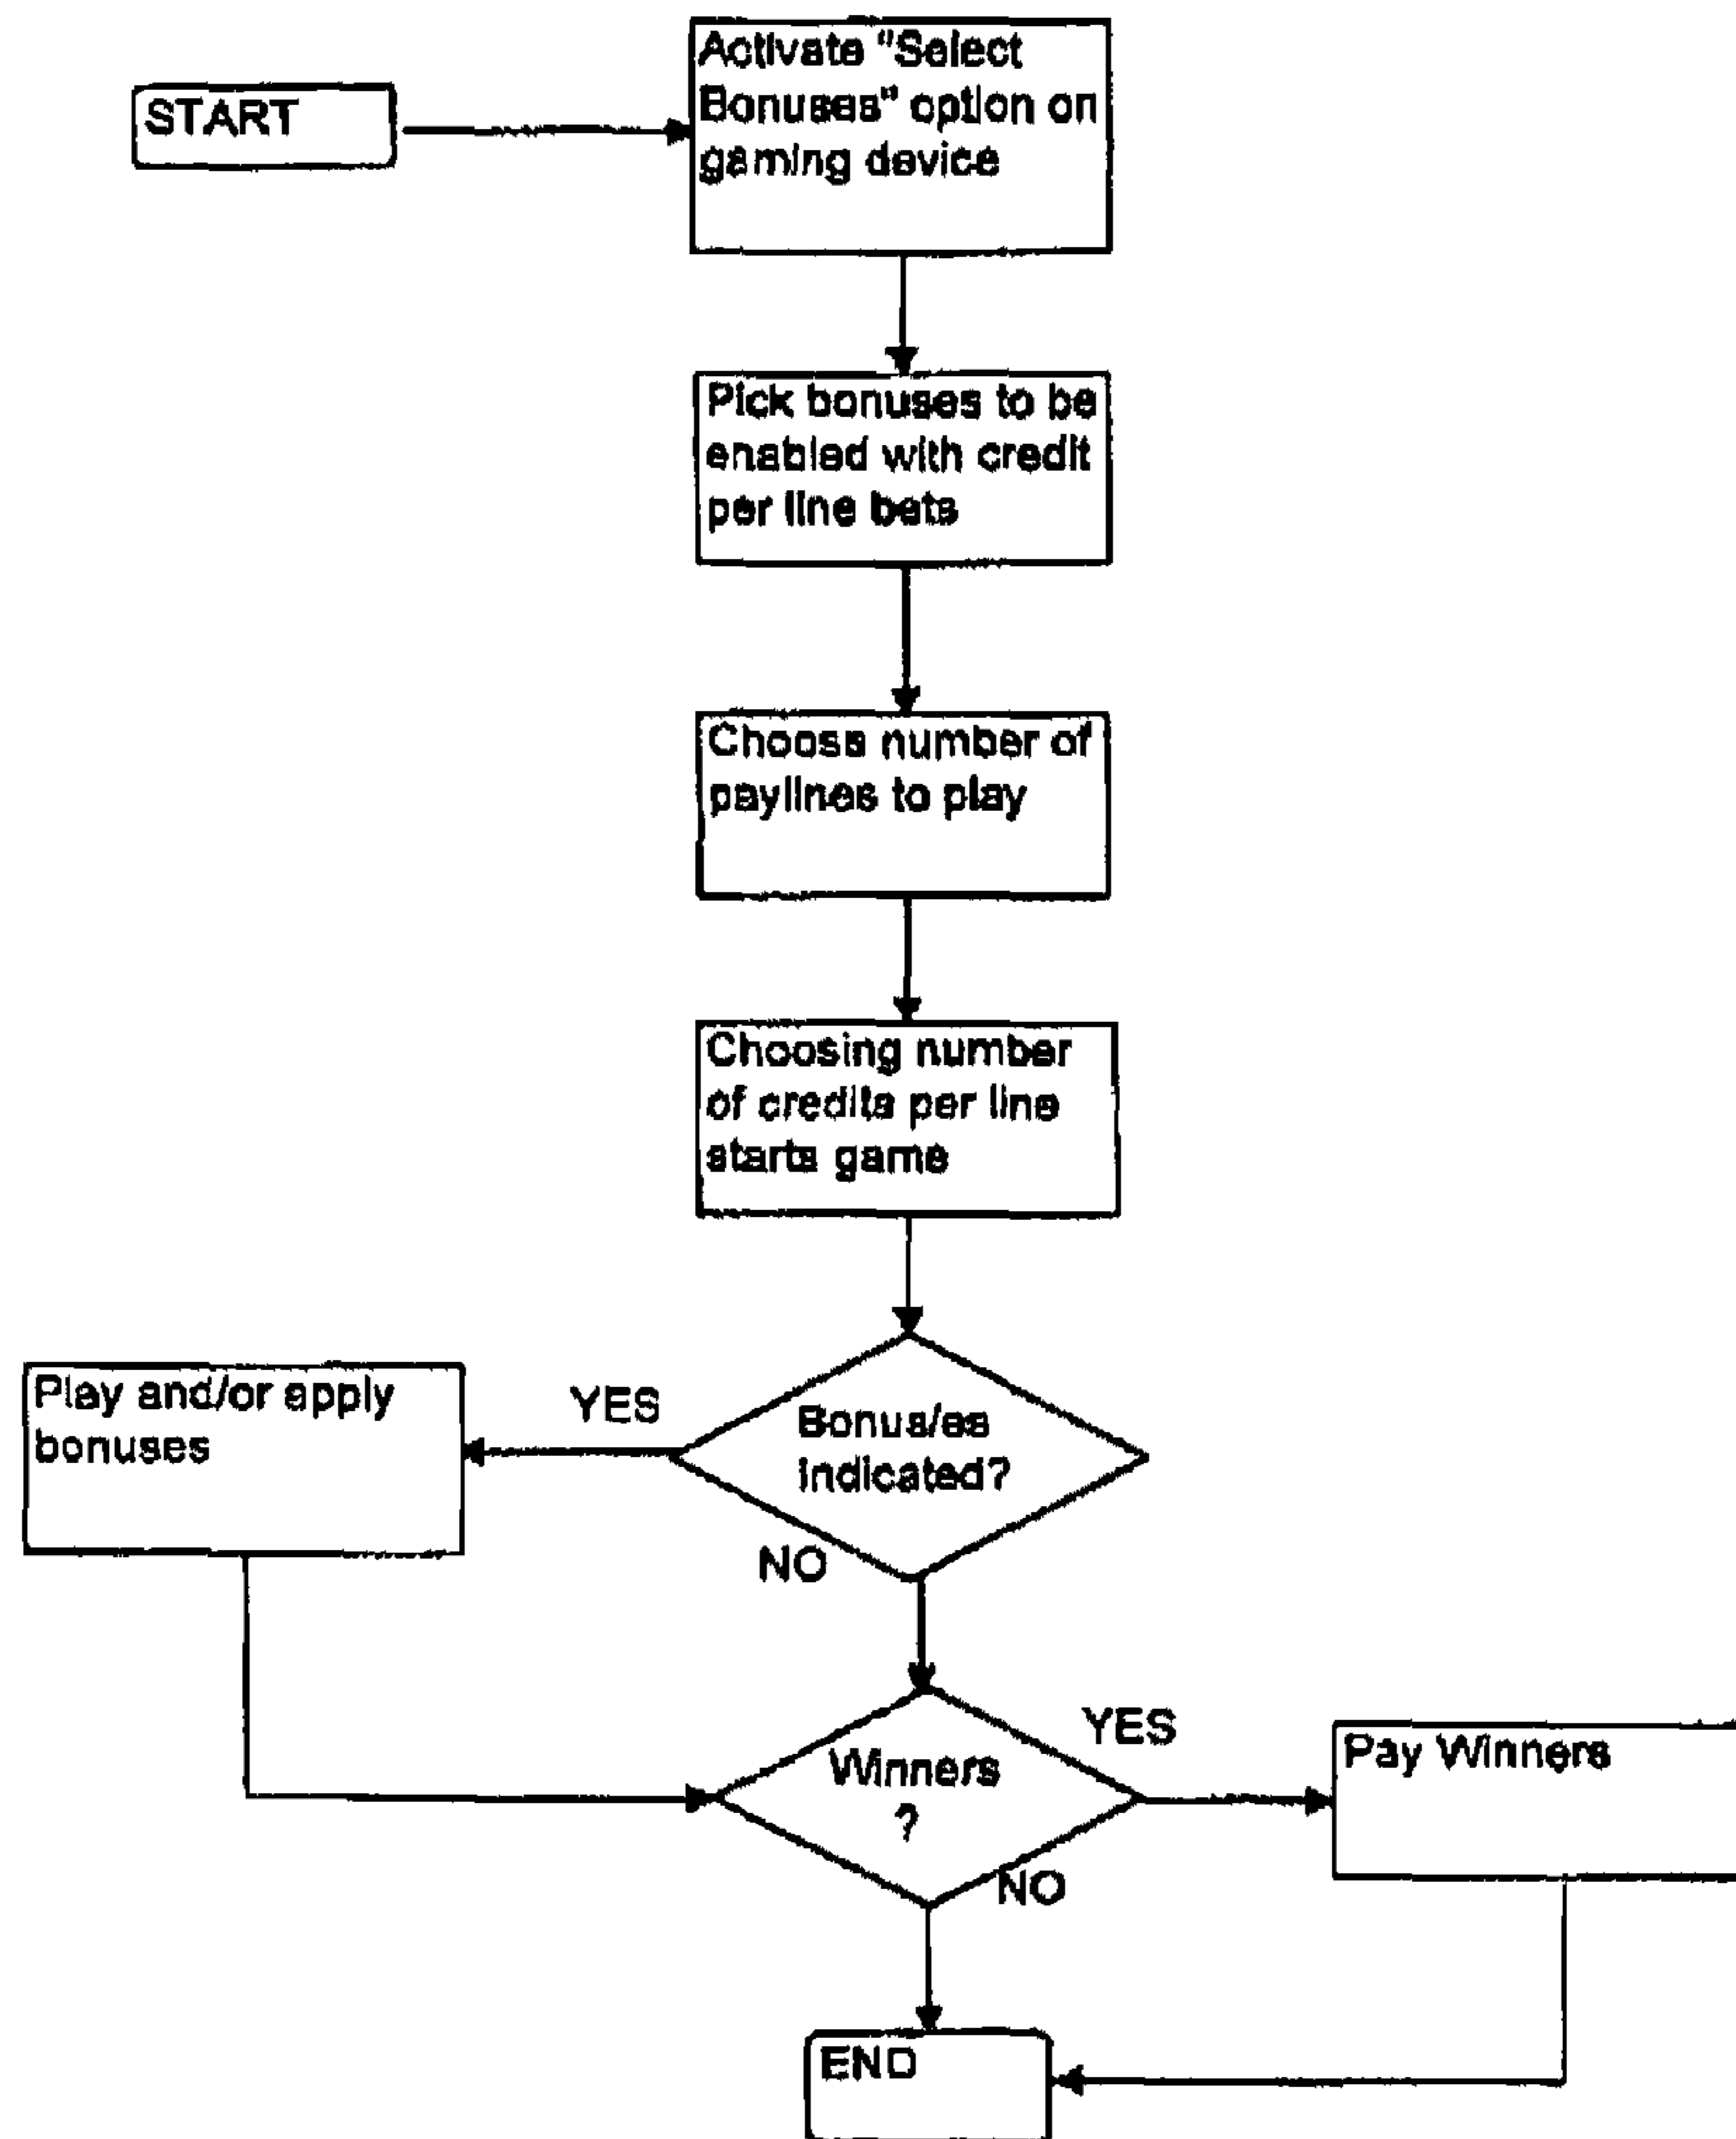 START
Activate "Select
Bonuses" option on
gaming device
Pick bonuses to be
enabled with credit
per line bets
Choose number of
paylines to play
Choosing number
of credits per line
starts game
Play and/or apply
bonuses
YES
Bonus/es
indicated?
NO
Winners
?
YES
NO
Pay Winners
END